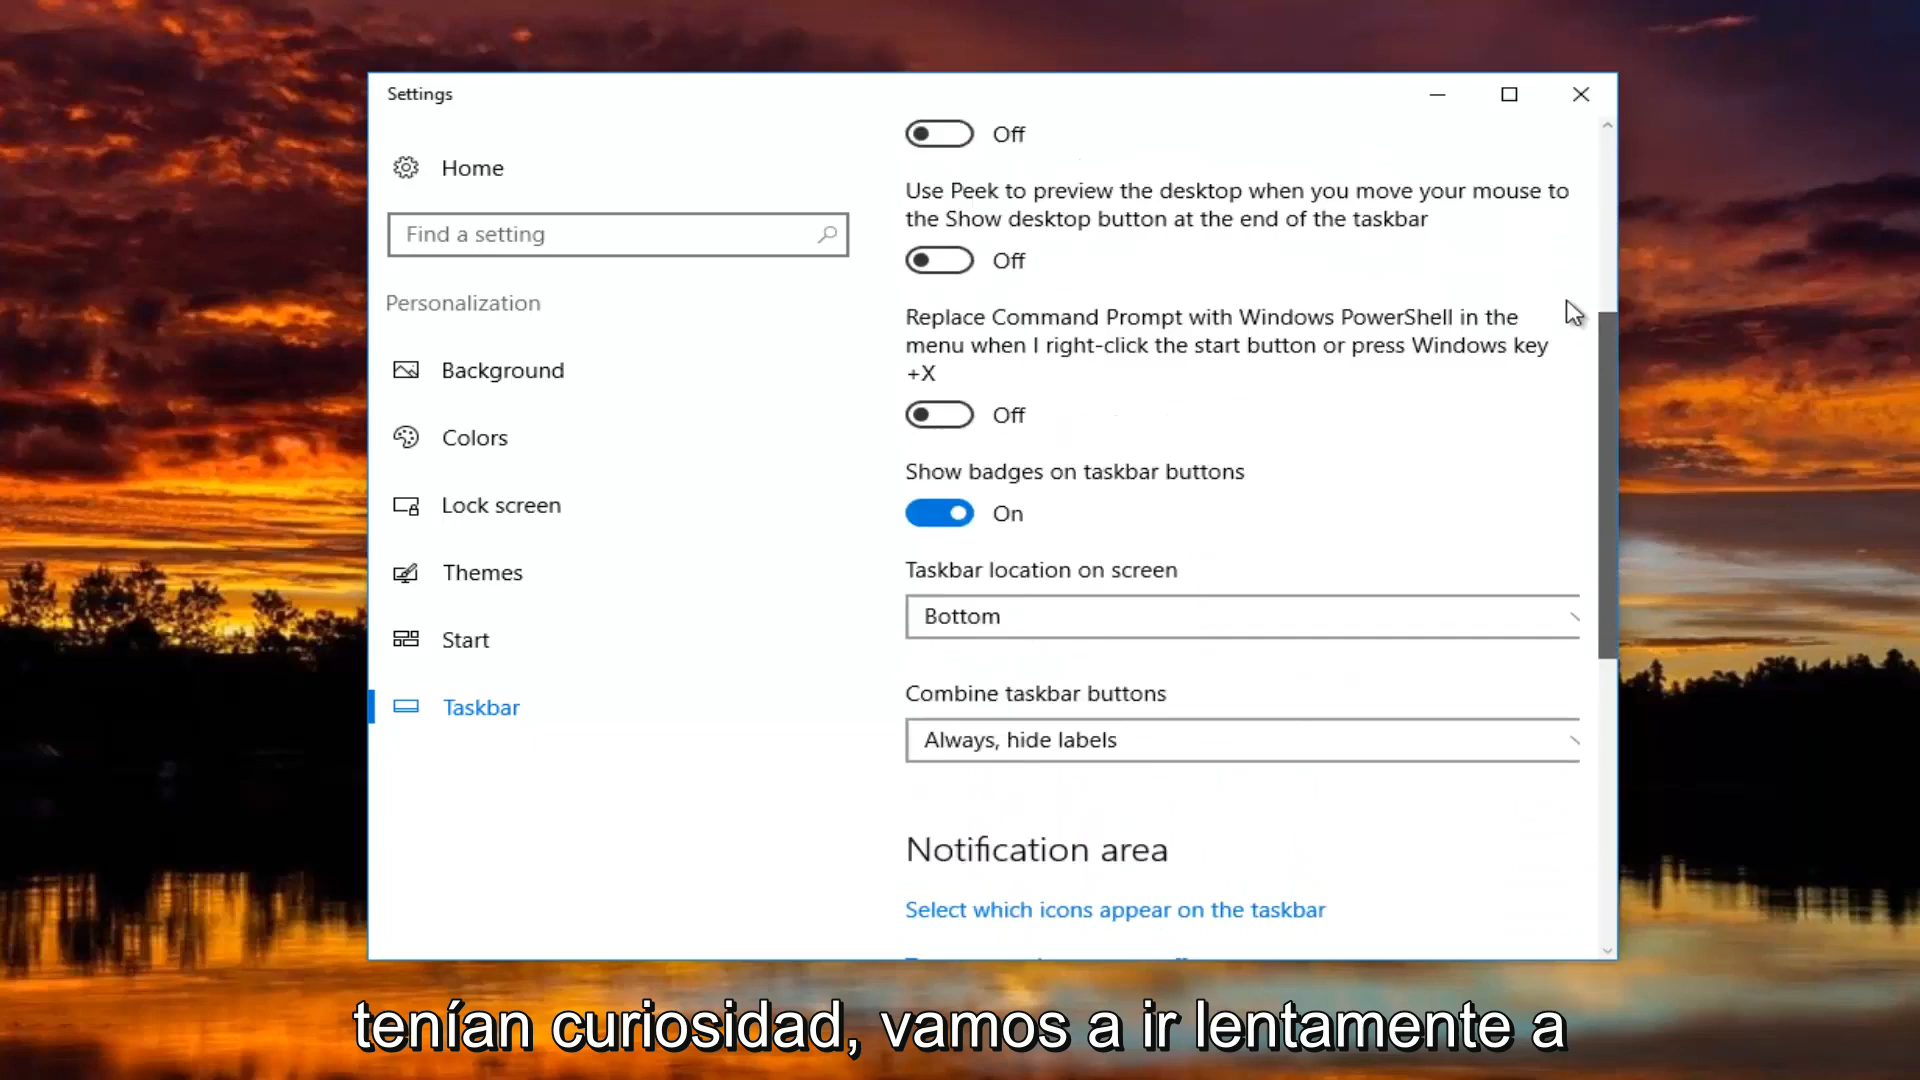 Settings
Home
Find a setting
Personalization
Background
Colors
Lock screen
Themes
Start
Taskbar
Off
Use Peek to preview the desktop when you move your mouse to
the Show desktop button at the end of the taskbar
Off
Replace Command Prompt with Windows PowerShell in the
menu when I right-click the start button or press Windows key
+X
Off
Show badges on taskbar buttons
On
Taskbar location on screen
Bottom
Combine taskbar buttons
Always, hide labels
Notification area
Select which icons appear on the taskbar
tenían curiosidad, vamos a ir lentamente a